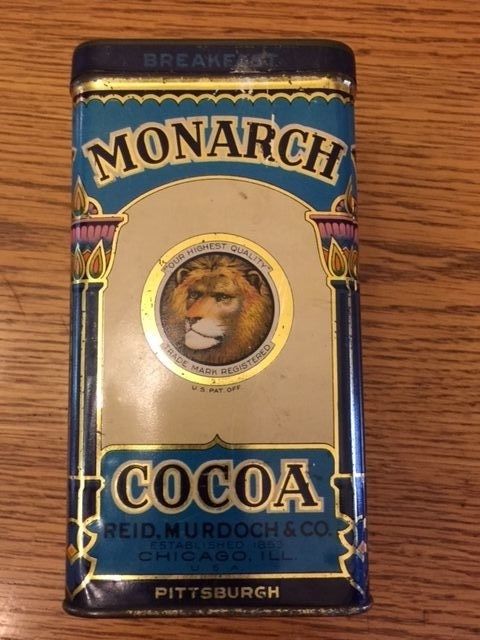 BREAKFAST
MONARCH
"OUR HIGHEST QUALITY"
TRADE MARK REGISTERED
U.S. PAT. OFF.
COCOA
REID, MURDOCH & CO.
ESTABLISHED 1853
CHICAGO, ILL.
U.S.A.
PITTSBURGH